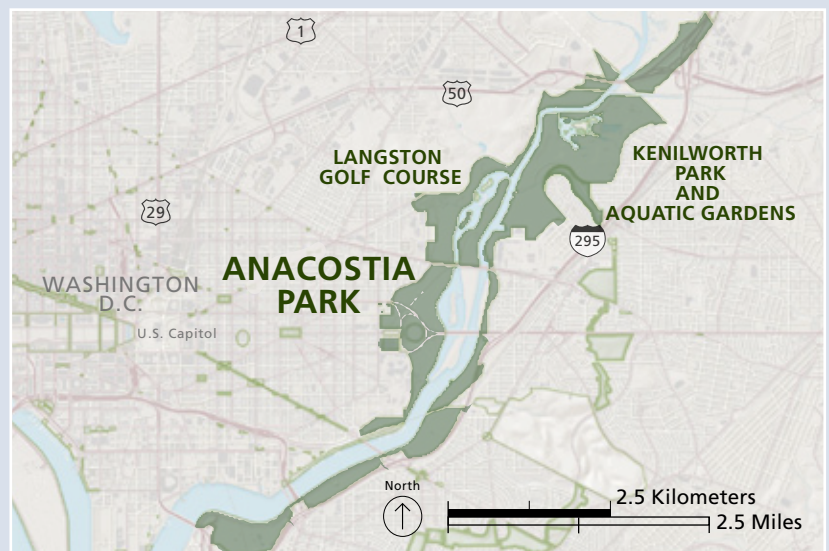 1
50
LANGSTON
GOLF COURSE
KENILWORTH
PARK
AND
AQUATIC GARDENS
29
295
ANACOSTIA
PARK
WASHINGTON
D.C.
U.S. Capitol
North
2.5 Kilometers
2.5 Miles